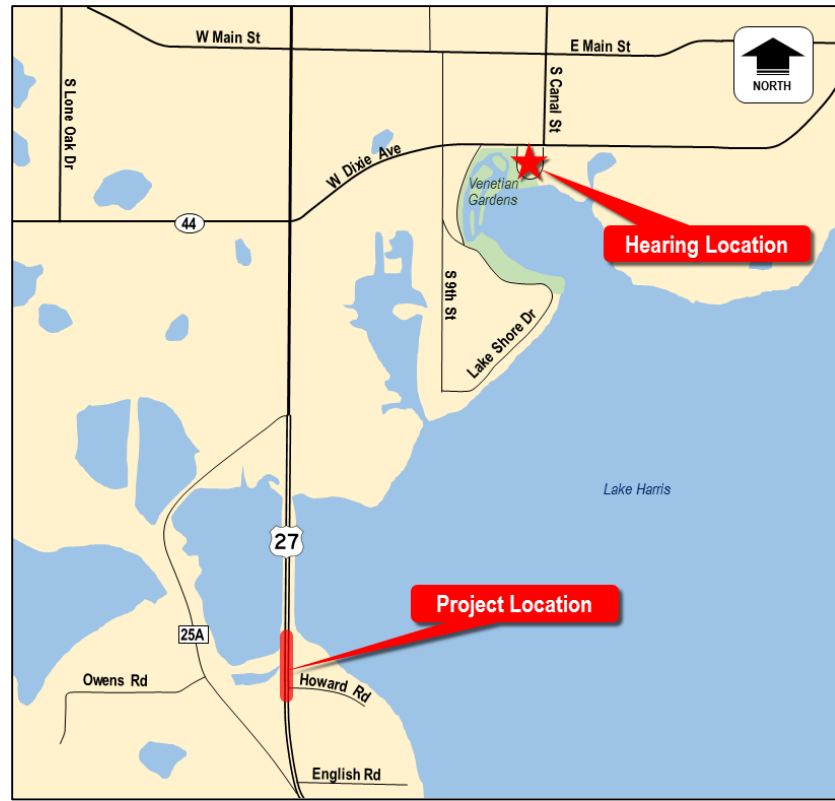 W Main St
E Main St
NORTH
S Lone Oak Dr
S Canal St
W Dixie Ave
Venetian
Gardens
44
Hearing Location
S 9th St
Lake Shore Dr
Lake Harris
27
Project Location
25A
Owens Rd
Howard Rd
English Rd